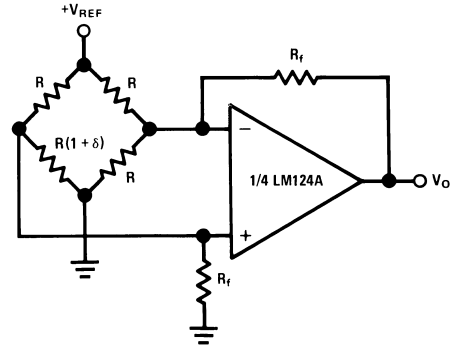 +VREF
Rf
R
R
R(1 + δ)
R
−
1/4 LM124A
VO
+
Rf